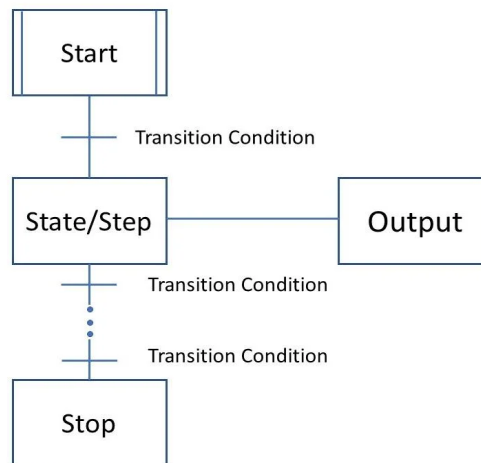 Start
Transition Condition
State/Step
Output
Transition Condition
Transition Condition
Stop